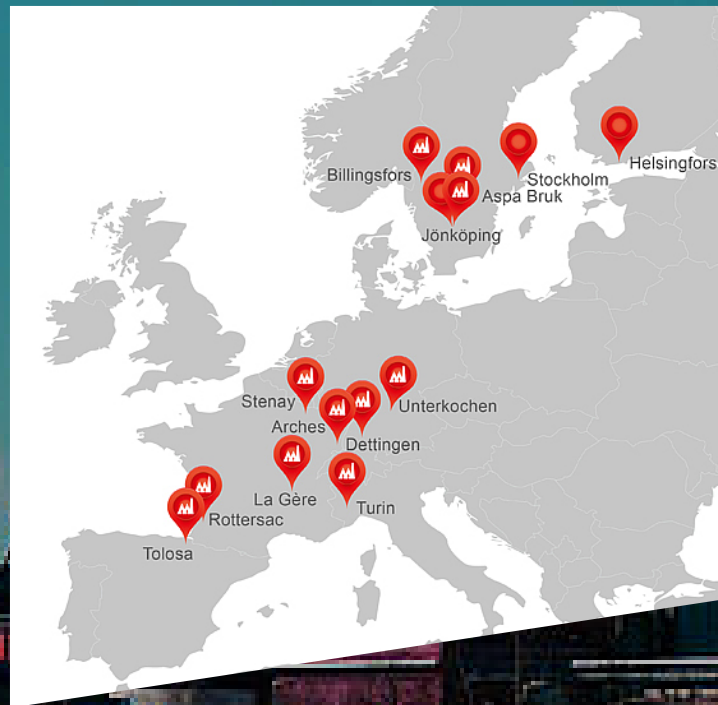 Billingsfors
Helsingfors
Stockholm
Aspa Bruk
Jönköping
Stenay
Unterkochen
Arches
Dettingen
La Gère
Turin
Rottersac
Tolosa